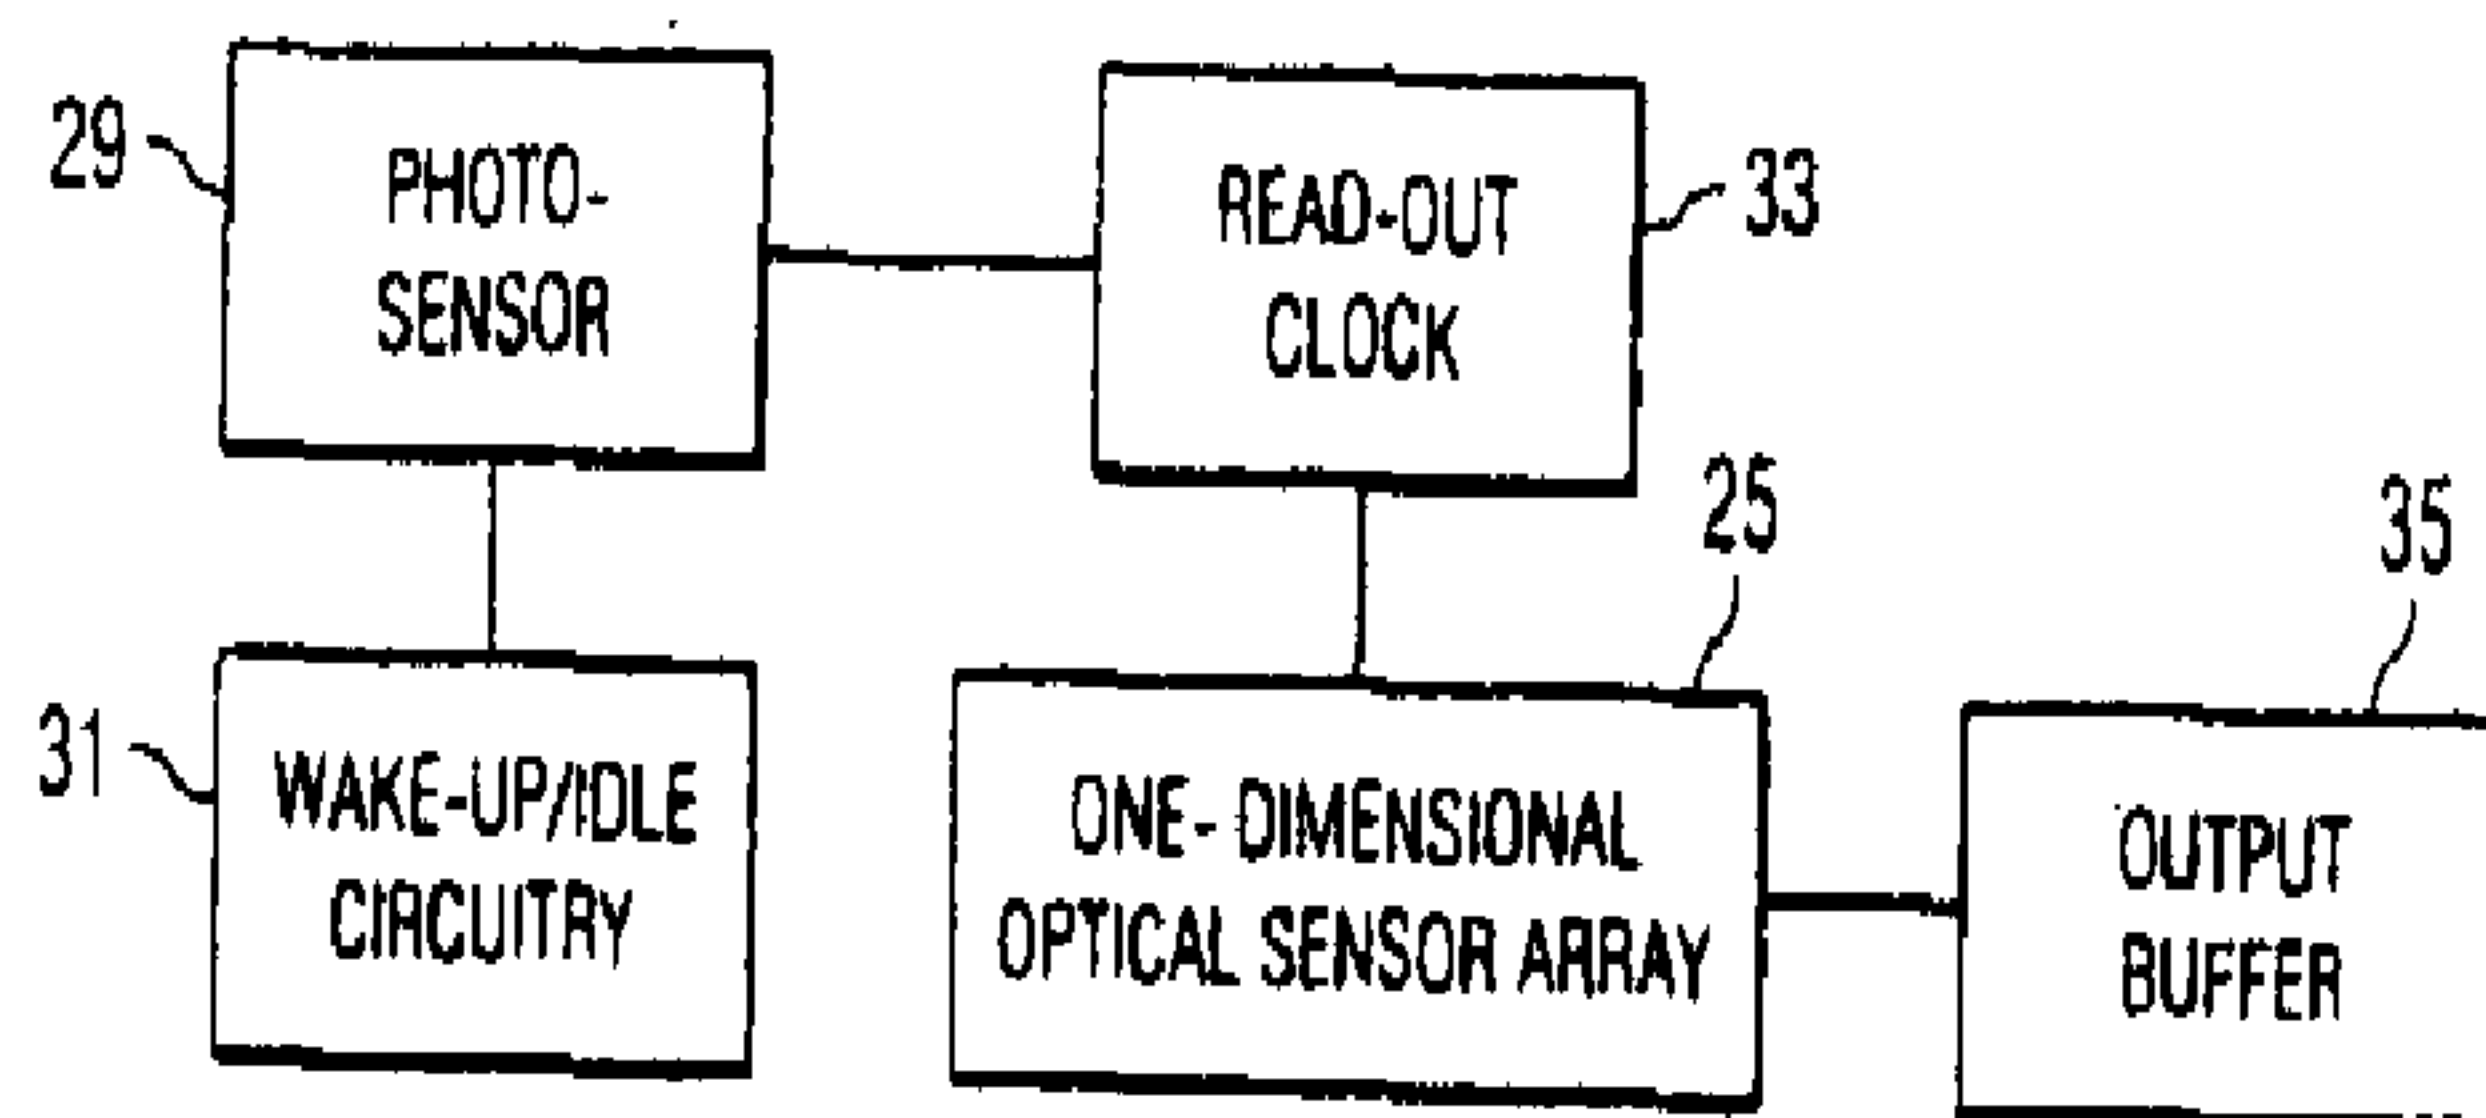 29
PHOTO-
SENSOR
READ-OUT
CLOCK
33
25
35
31
WAKE-UP/IDLE
CIRCUITRY
ONE-DIMENSIONAL
OPTICAL SENSOR ARRAY
OUTPUT
BUFFER